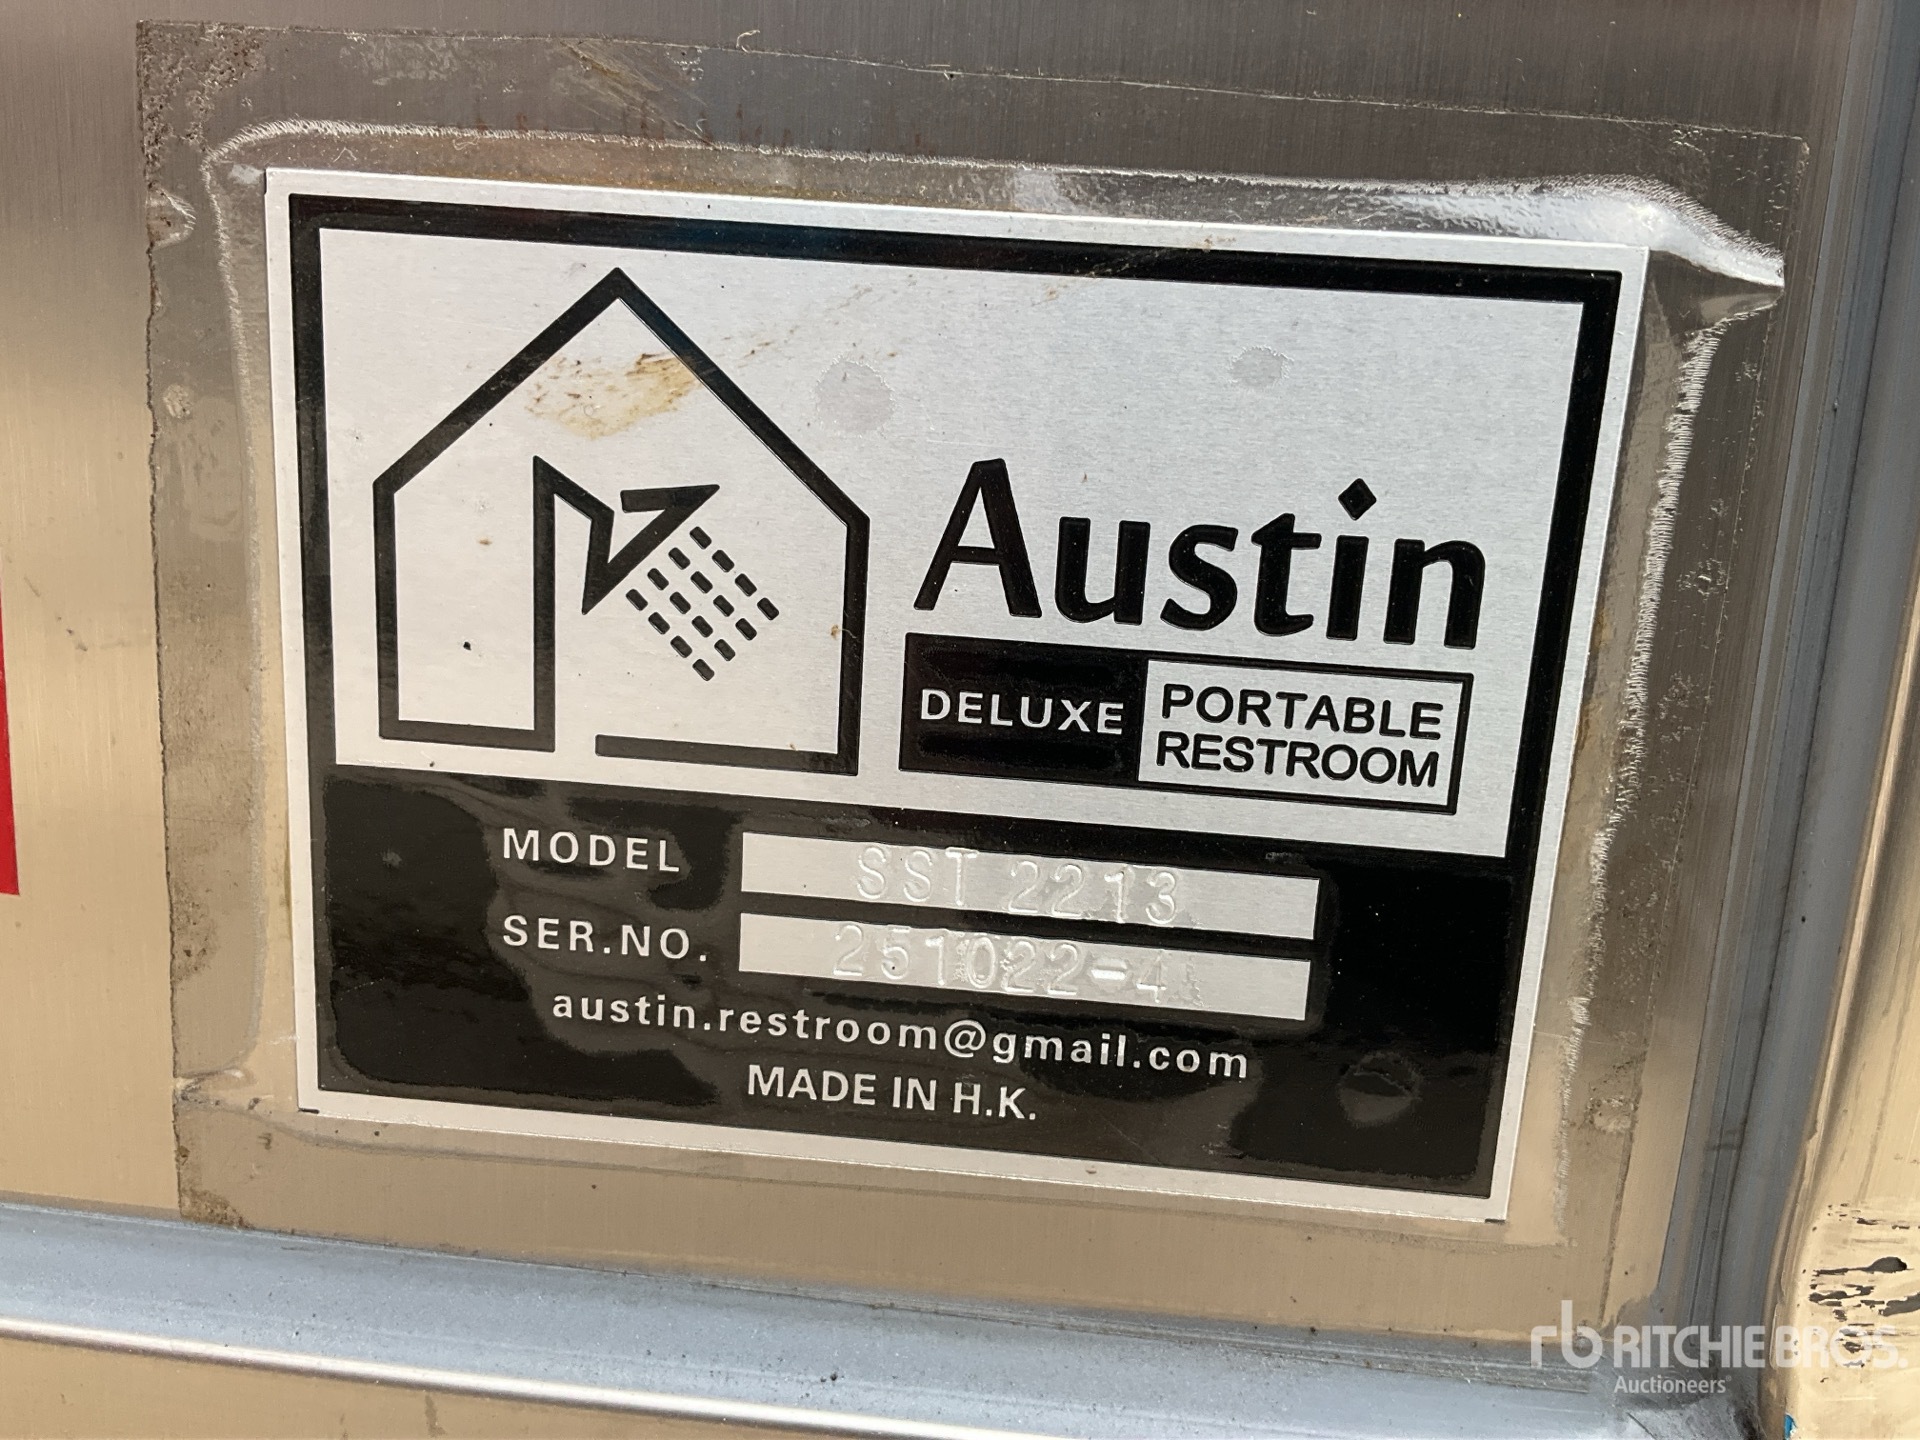 Austin
DELUXE
PORTABLE
RESTROOM
MODEL SST 2213
SER.NO. 251022-4
austin.restroom@gmail.com
MADE IN H.K.
rb RITCHIE BROS.
Auctioneers